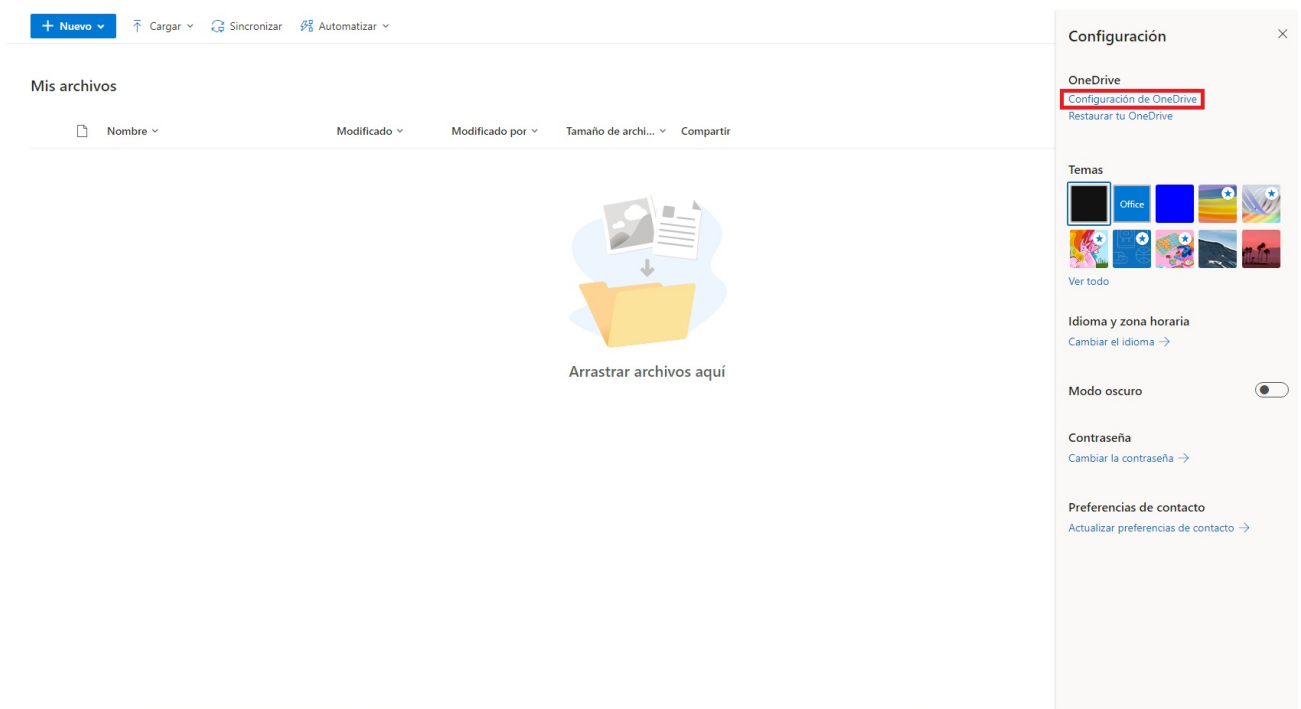 Nuevo Cargar Sincronizar Automatizar
Mis archivos
Nombre Modificado Modificado por Tamaño de archi... Compartir
Arrastrar archivos aquí
Configuración
OneDrive
Configuración de OneDrive
Restaurar tu OneDrive
Temas
Office
Ver todo
Idioma y zona horaria
Cambiar el idioma
Modo oscuro
Contraseña
Cambiar la contraseña
Preferencias de contacto
Actualizar preferencias de contacto